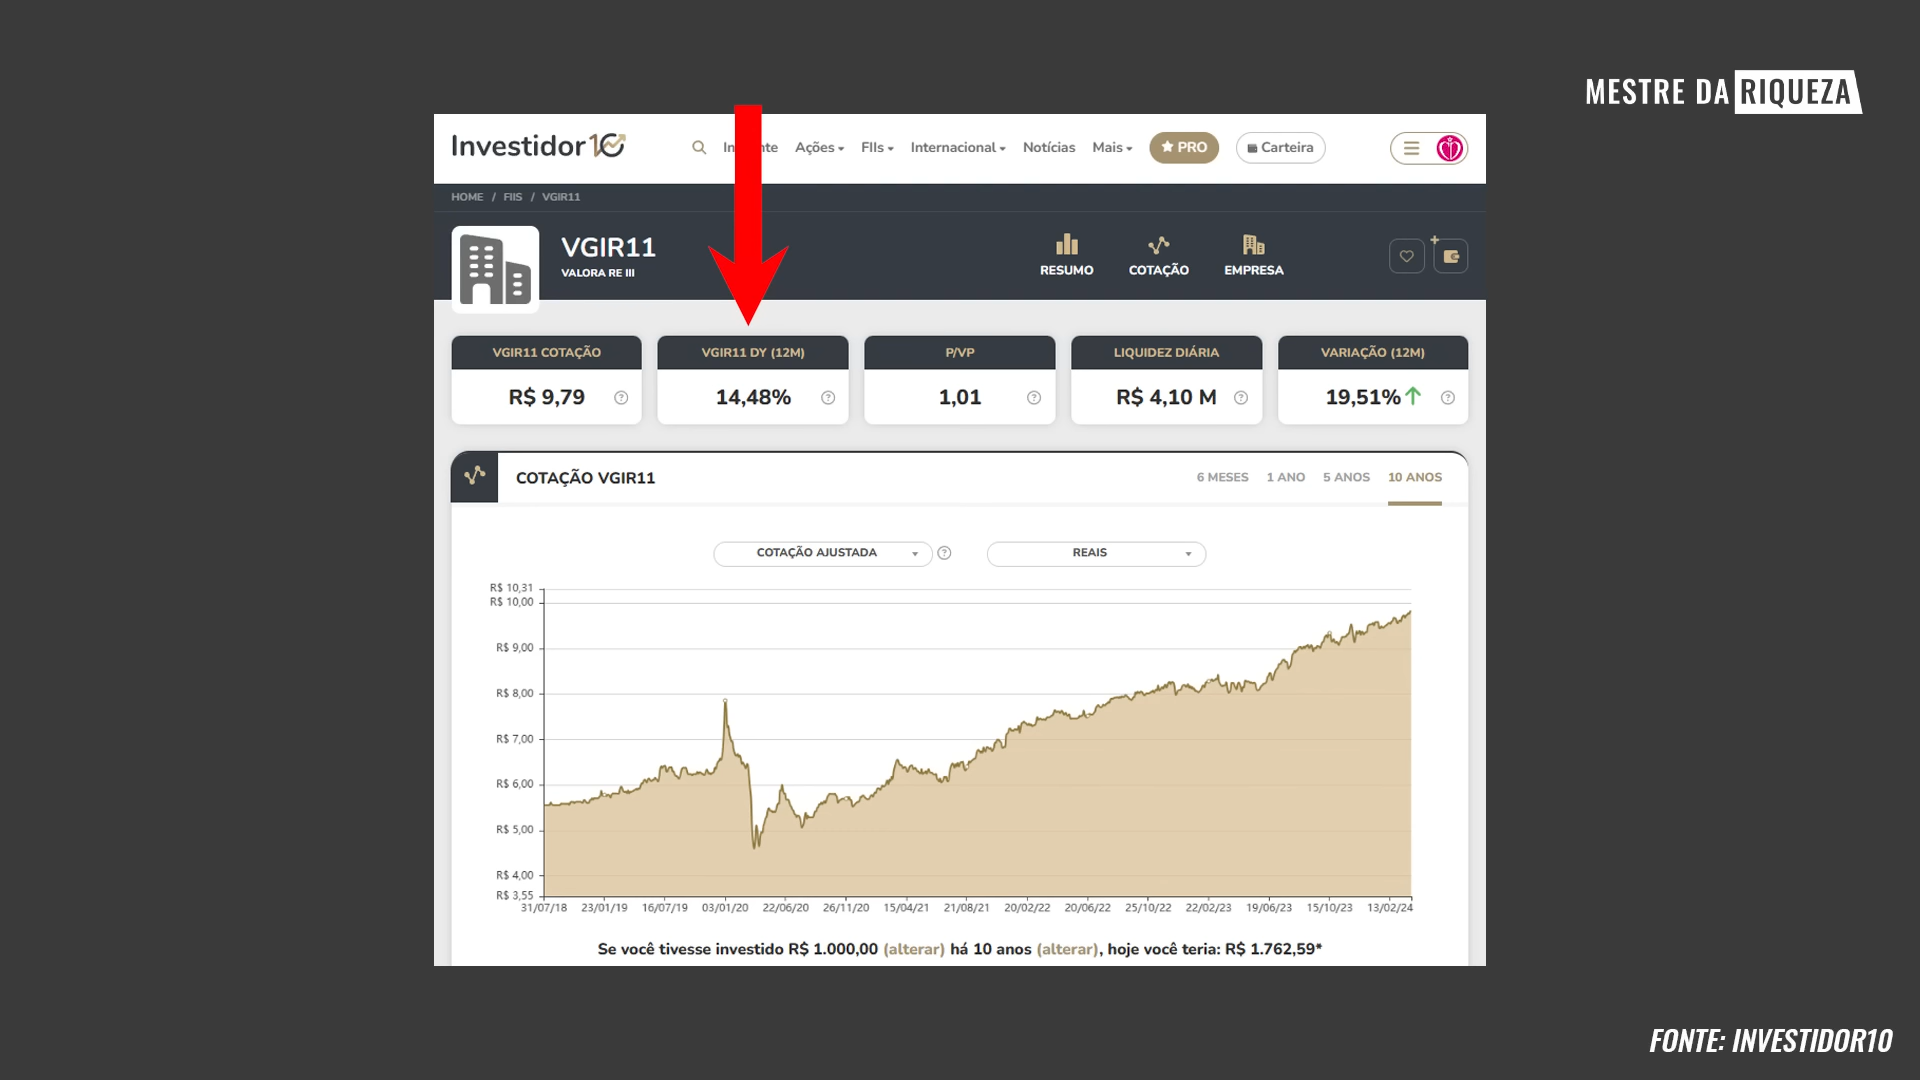 MESTRE DA RIQUEZA
Investidor10
Ações FIIs Internacional Notícias Mais PRO Carteira
HOME / FIIS / VGIR11
VGIR11
VALORA RE III
RESUMO COTAÇÃO EMPRESA
VGIR11 COTAÇÃO VGIR11 DY (12M) P/VP LIQUIDEZ DIÁRIA VARIAÇÃO (12M)
R$ 9,79 14,48% 1,01 R$ 4,10 M 19,51%
COTAÇÃO VGIR11 6 MESES 1 ANO 5 ANOS 10 ANOS
COTAÇÃO AJUSTADA REAIS
R$ 10,31
R$ 10,00
R$ 9,00
R$ 8,00
R$ 7,00
R$ 6,00
R$ 5,00
R$ 4,00
R$ 3,55
31/07/18 23/01/19 16/07/19 03/01/20 22/06/20 26/11/20 15/04/21 21/08/21 20/02/22 20/06/22 25/10/22 22/02/23 19/06/23 15/10/23 13/02/24
Se você tivesse investido R$ 1.000,00 (alterar) há 10 anos (alterar), hoje você teria: R$ 1.762,59*
FONTE: INVESTIDOR10